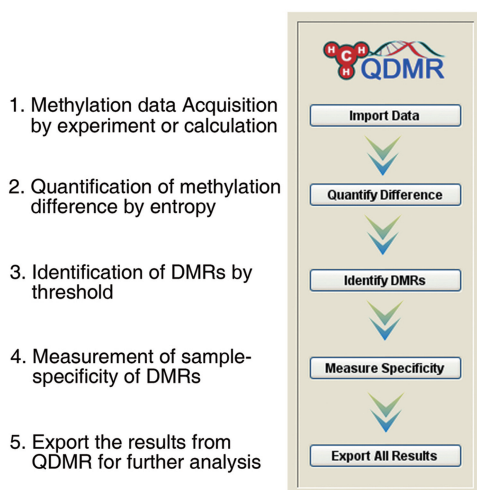 H H
C
H
QDMR
1. Methylation data Acquisition
by experiment or calculation
Import Data
2. Quantification of methylation
difference by entropy
Quantify Difference
3. Identification of DMRs by
threshold
Identify DMRs
4. Measurement of sample-
specificity of DMRs
Measure Specificity
5. Export the results from
QDMR for further analysis
Export All Results